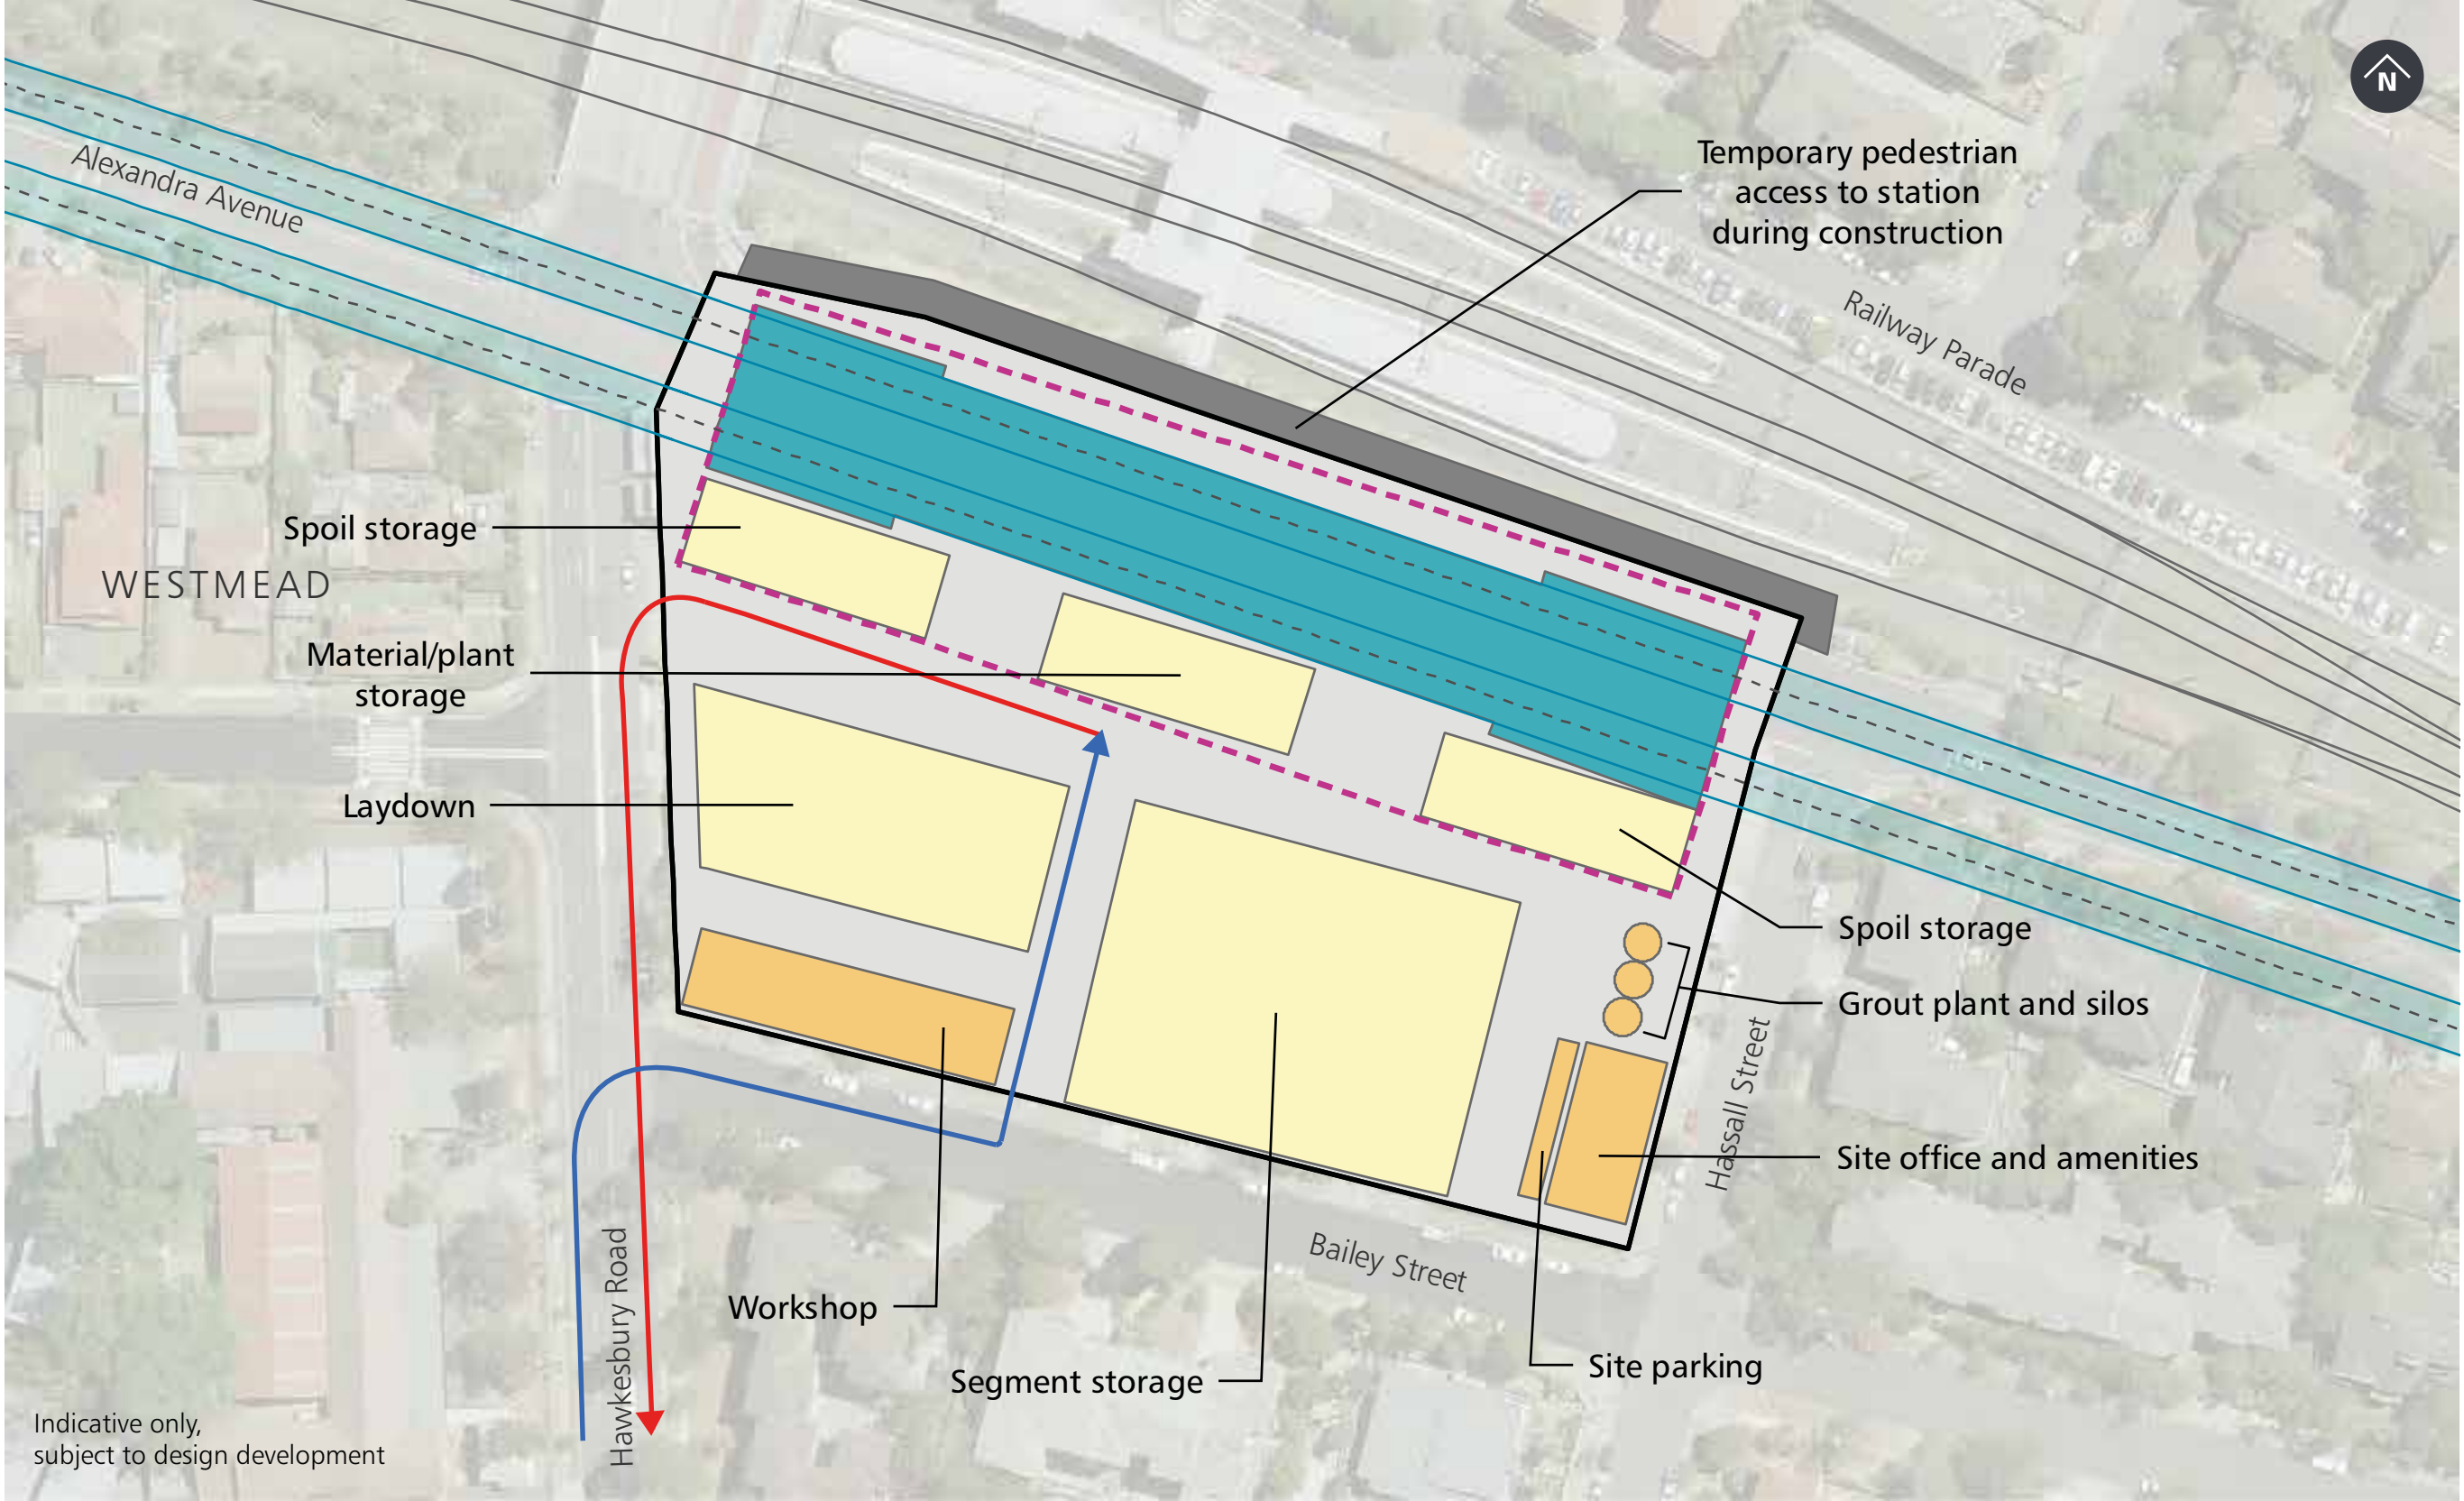 N
Temporary pedestrian
access to station
during construction
Alexandra Avenue
Railway Parade
Spoil storage
WESTMEAD
Material/plant
storage
Laydown
Spoil storage
Grout plant and silos
Hassall Street
Site office and amenities
Bailey Street
Hawkesbury Road
Workshop
Site parking
Segment storage
Indicative only,
subject to design development